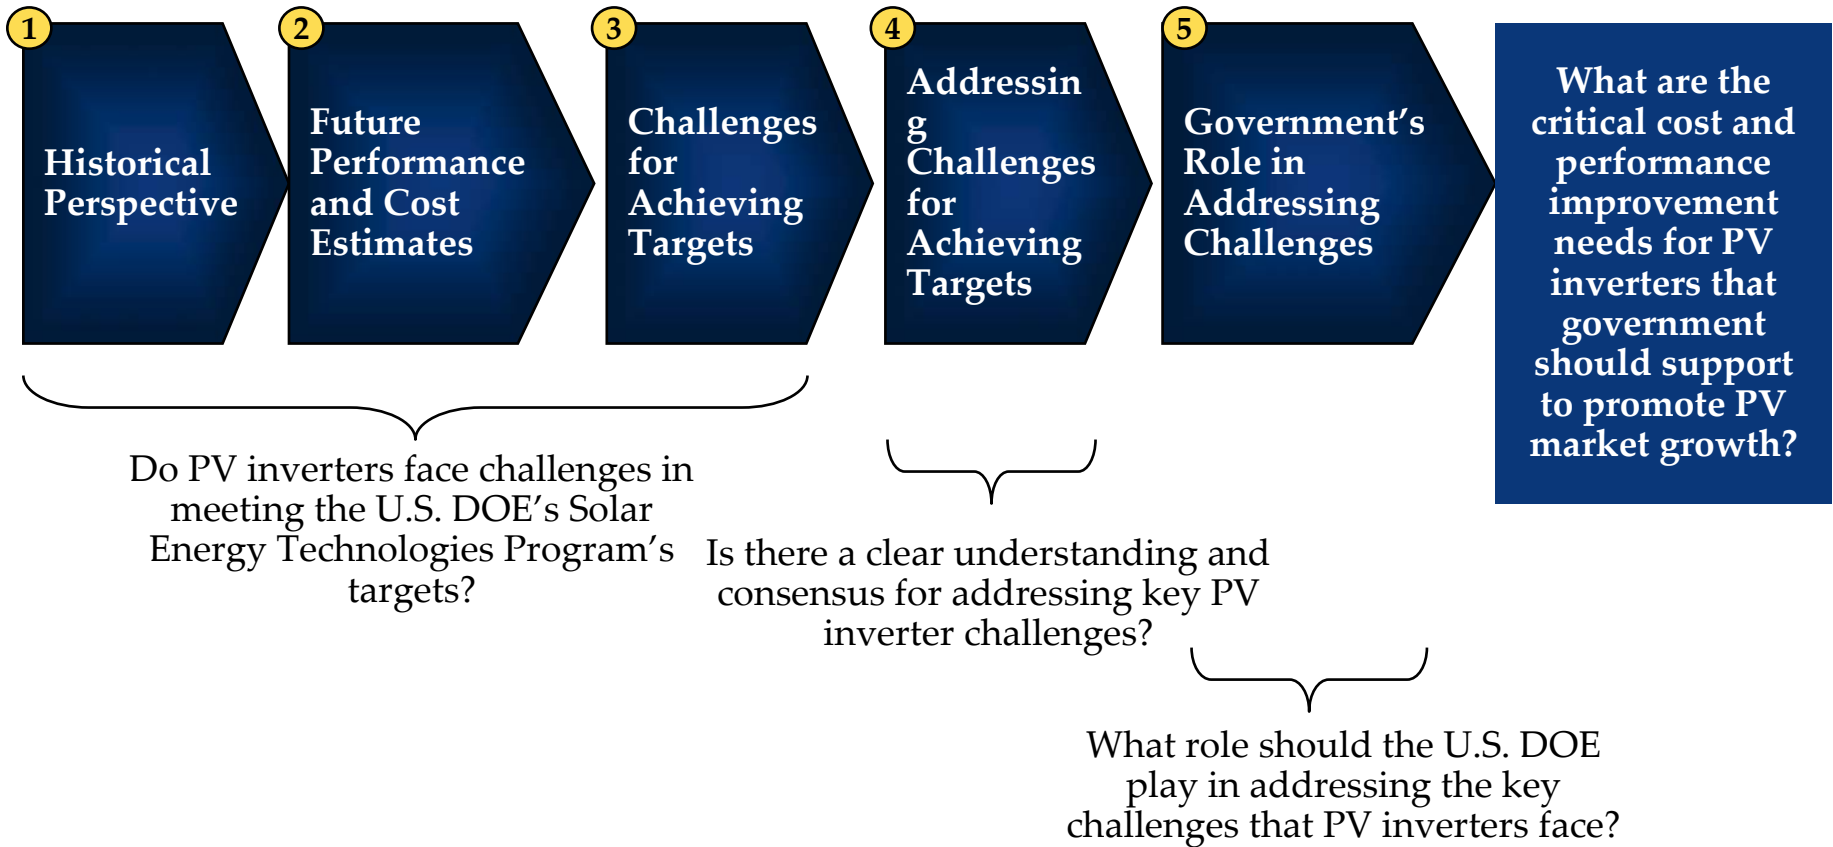 1
Historical
Perspective
2
Future
Performance
and Cost
Estimates
3
Challenges
for
Achieving
Targets
4
Addressin
g
Challenges
for
Achieving
Targets
5
Government’s
Role in
Addressing
Challenges
What are the
critical cost and
performance
improvement
needs for PV
inverters that
government
should support
to promote PV
market growth?
Do PV inverters face challenges in
meeting the U.S. DOE’s Solar
Energy Technologies Program’s
targets?
Is there a clear understanding and
consensus for addressing key PV
inverter challenges?
What role should the U.S. DOE
play in addressing the key
challenges that PV inverters face?